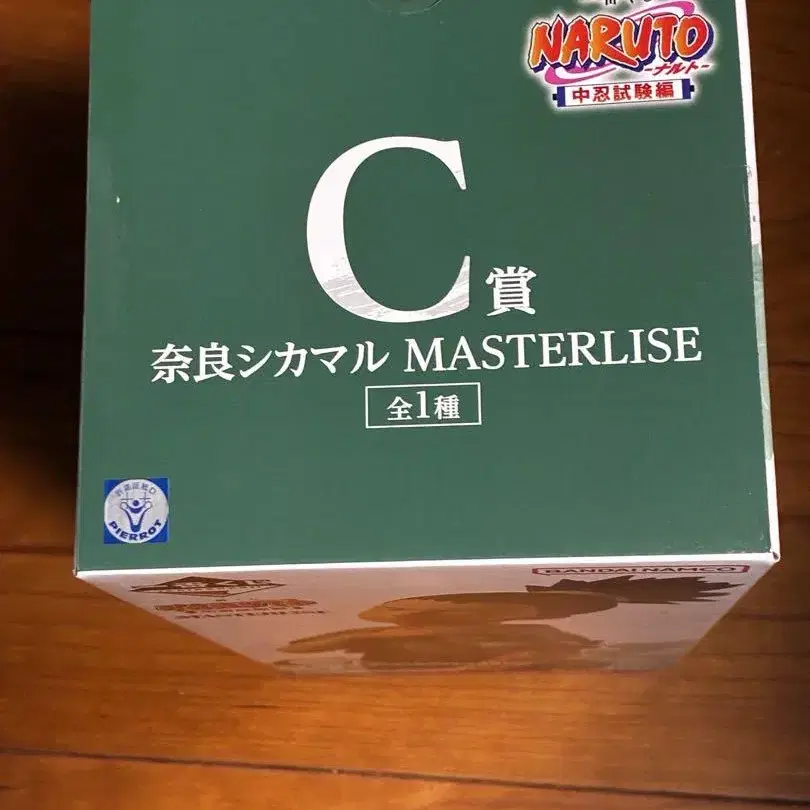 NARUTO
-ナルト-
中忍試験編
C賞
奈良シカマル MASTERLISE
全1種
PIERROT
BANDAI NAMCO